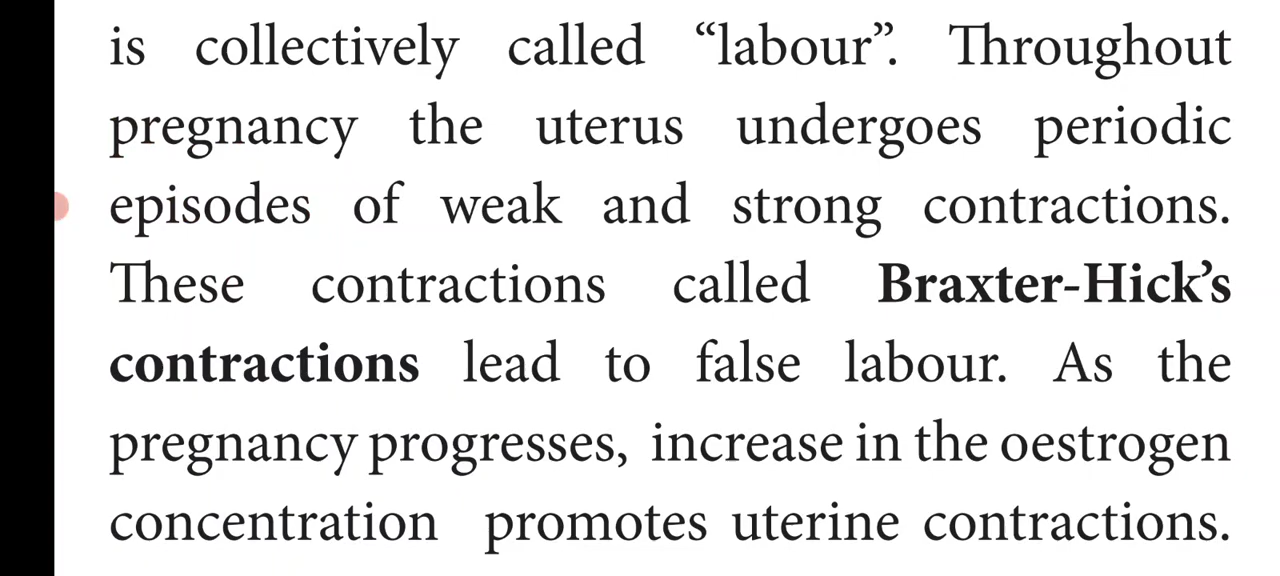 is collectively called “labour”. Throughout
pregnancy the uterus undergoes periodic
episodes of weak and strong contractions.
These contractions called Braxter-Hick’s
contractions lead to false labour. As the
pregnancy progresses, increase in the oestrogen
concentration promotes uterine contractions.